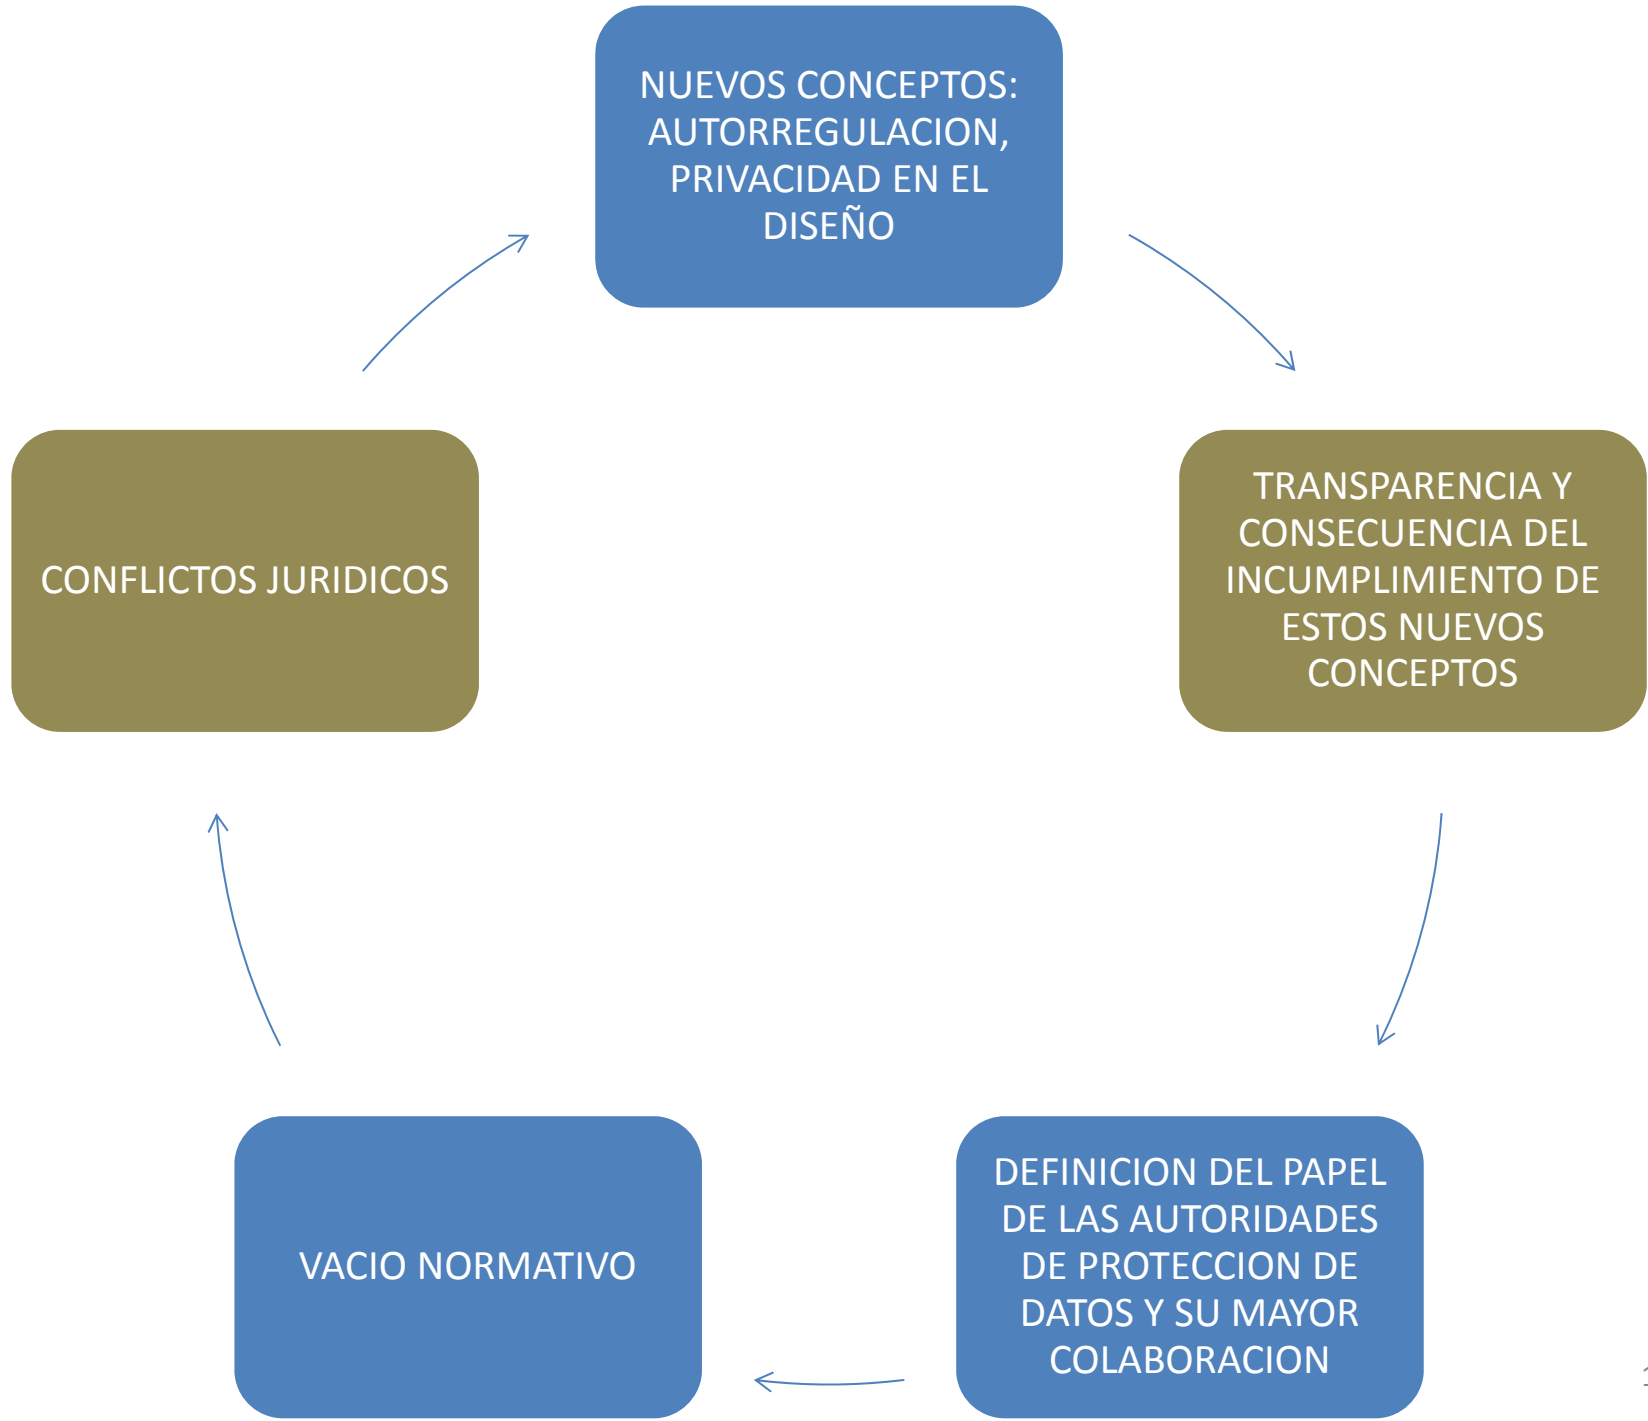 NUEVOS CONCEPTOS:
AUTORREGULACION,
PRIVACIDAD EN EL
DISEÑO
TRANSPARENCIA Y
CONSECUENCIA DEL
INCUMPLIMIENTO DE
ESTOS NUEVOS
CONCEPTOS
DEFINICION DEL PAPEL
DE LAS AUTORIDADES
DE PROTECCION DE
DATOS Y SU MAYOR
COLABORACION
VACIO NORMATIVO
CONFLICTOS JURIDICOS